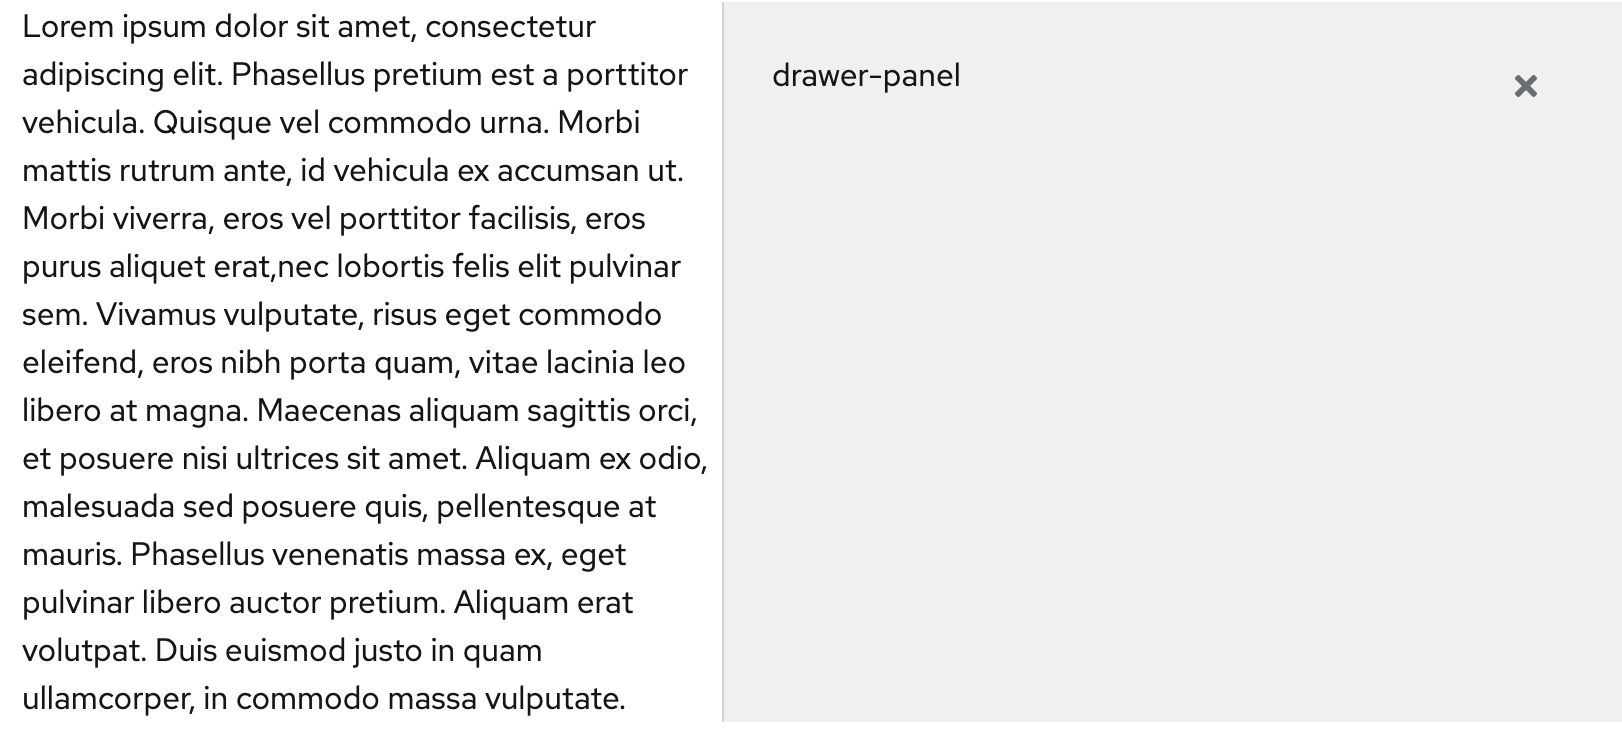 Lorem ipsum dolor sit amet, consectetur
adipiscing elit. Phasellus pretium est a porttitor
vehicula. Quisque vel commodo urna. Morbi
mattis rutrum ante, id vehicula ex accumsan ut.
Morbi viverra, eros vel porttitor facilisis, eros
purus aliquet erat,nec lobortis felis elit pulvinar
sem. Vivamus vulputate, risus eget commodo
eleifend, eros nibh porta quam, vitae lacinia leo
libero at magna. Maecenas aliquam sagittis orci,
et posuere nisi ultrices sit amet. Aliquam ex odio,
malesuada sed posuere quis, pellentesque at
mauris. Phasellus venenatis massa ex, eget
pulvinar libero auctor pretium. Aliquam erat
volutpat. Duis euismod justo in quam
ullamcorper, in commodo massa vulputate.
drawer-panel